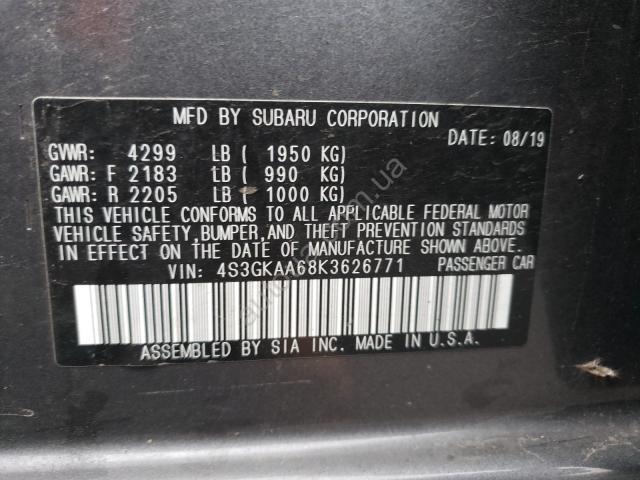 MFD BY SUBARU CORPORATION
DATE: 08/19
GVWR: 4299 LB ( 1950 KG)
GAWR: F 2183 LB ( 990 KG)
GAWR: R 2205 LB ( 1000 KG)
THIS VEHICLE CONFORMS TO ALL APPLICABLE FEDERAL MOTOR
VEHICLE SAFETY, BUMPER, AND THEFT PREVENTION STANDARDS
IN EFFECT ON THE DATE OF MANUFACTURE SHOWN ABOVE.
VIN: 4S3GKAA68K3626771 PASSENGER CAR
ASSEMBLED BY SIA INC. MADE IN U.S.A.